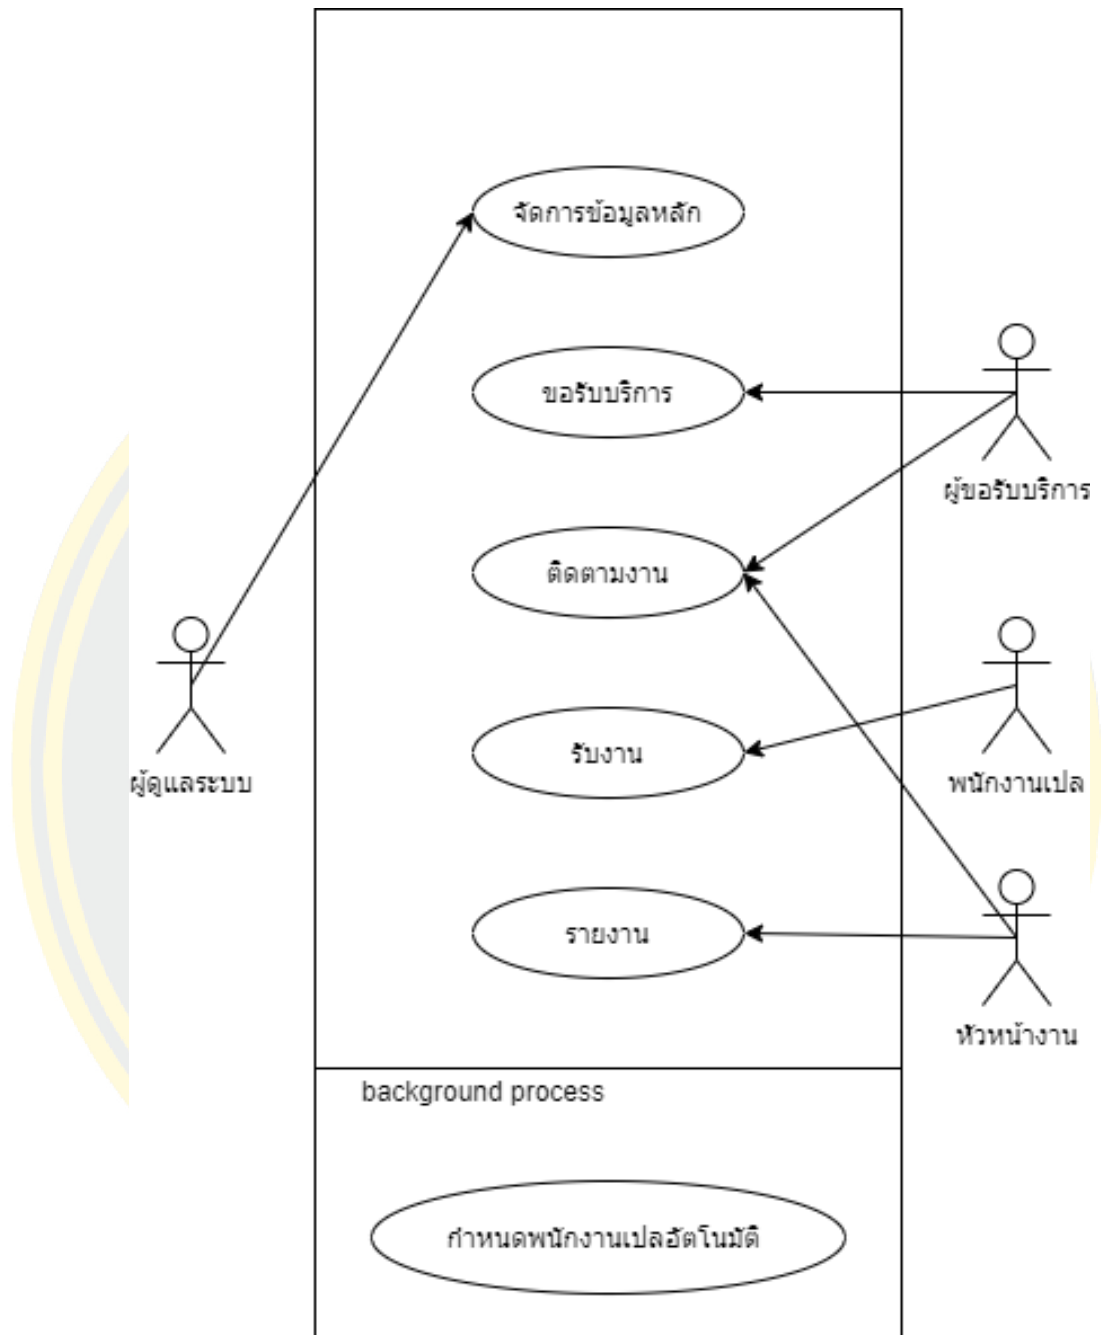 จัดการข้อมูลหลัก
ขอรับบริการ
ผู้ขอรับบริการ
ติดตามงาน
รับงาน
ผู้ดูแลระบบ
พนักงานเปล
รายงาน
หัวหน้างาน
background process
กำหนดพนักงานเปลอัตโนมัติ